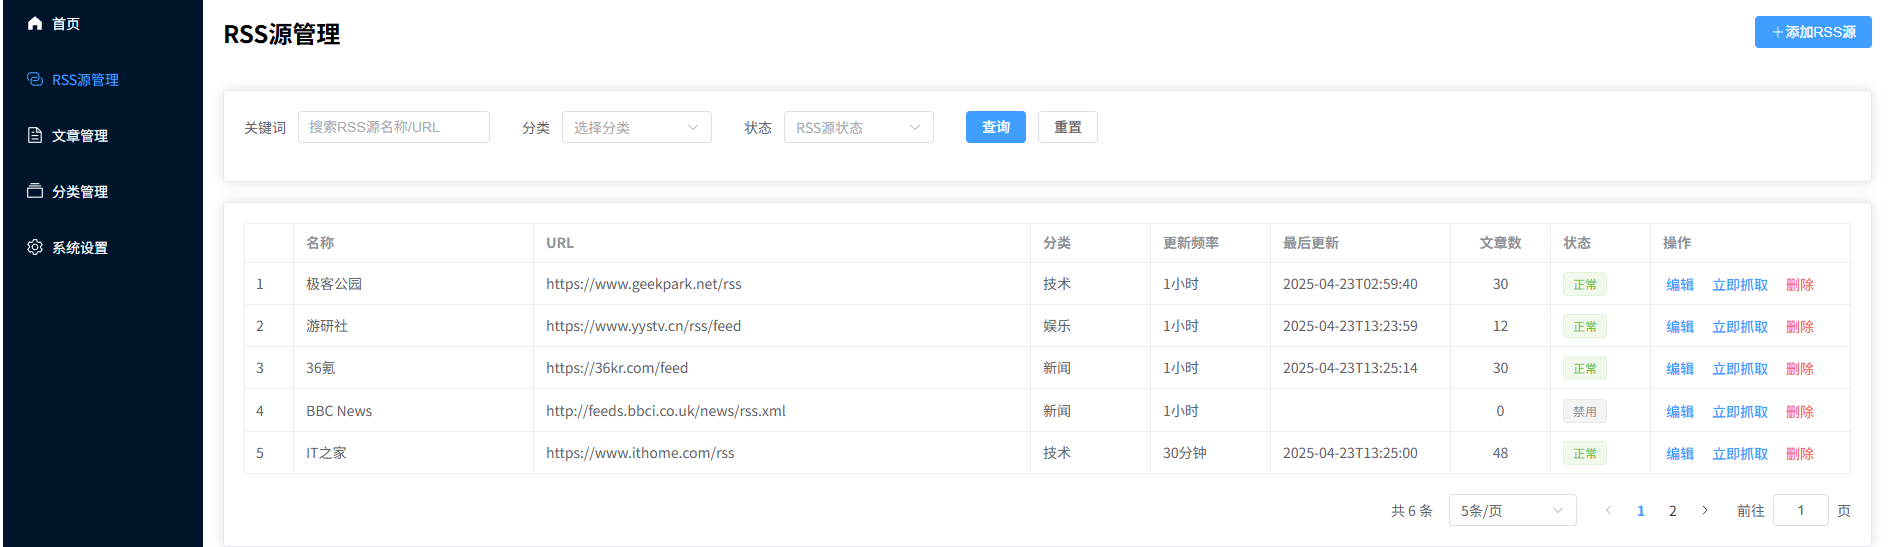 首页
RSS源管理
文章管理
分类管理
系统设置
RSS源管理
添加RSS源
关键词 搜索RSS源名称/URL 分类 选择分类 状态 RSS源状态 查询 重置
名称 URL 分类 更新频率 最后更新 文章数 状态 操作
1 极客公园 https://www.geekpark.net/rss 技术 1小时 2025-04-23T02:59:40 30 正常 编辑 立即抓取 删除
2 游研社 https://www.yystv.cn/rss/feed 娱乐 1小时 2025-04-23T13:23:59 12 正常 编辑 立即抓取 删除
3 36氪 https://36kr.com/feed 新闻 1小时 2025-04-23T13:25:14 30 正常 编辑 立即抓取 删除
4 BBC News http://feeds.bbci.co.uk/news/rss.xml 新闻 1小时 0 禁用 编辑 立即抓取 删除
5 IT之家 https://www.ithome.com/rss 技术 30分钟 2025-04-23T13:25:00 48 正常 编辑 立即抓取 删除
共 6 条 5条/页 1 2 前往 1 页